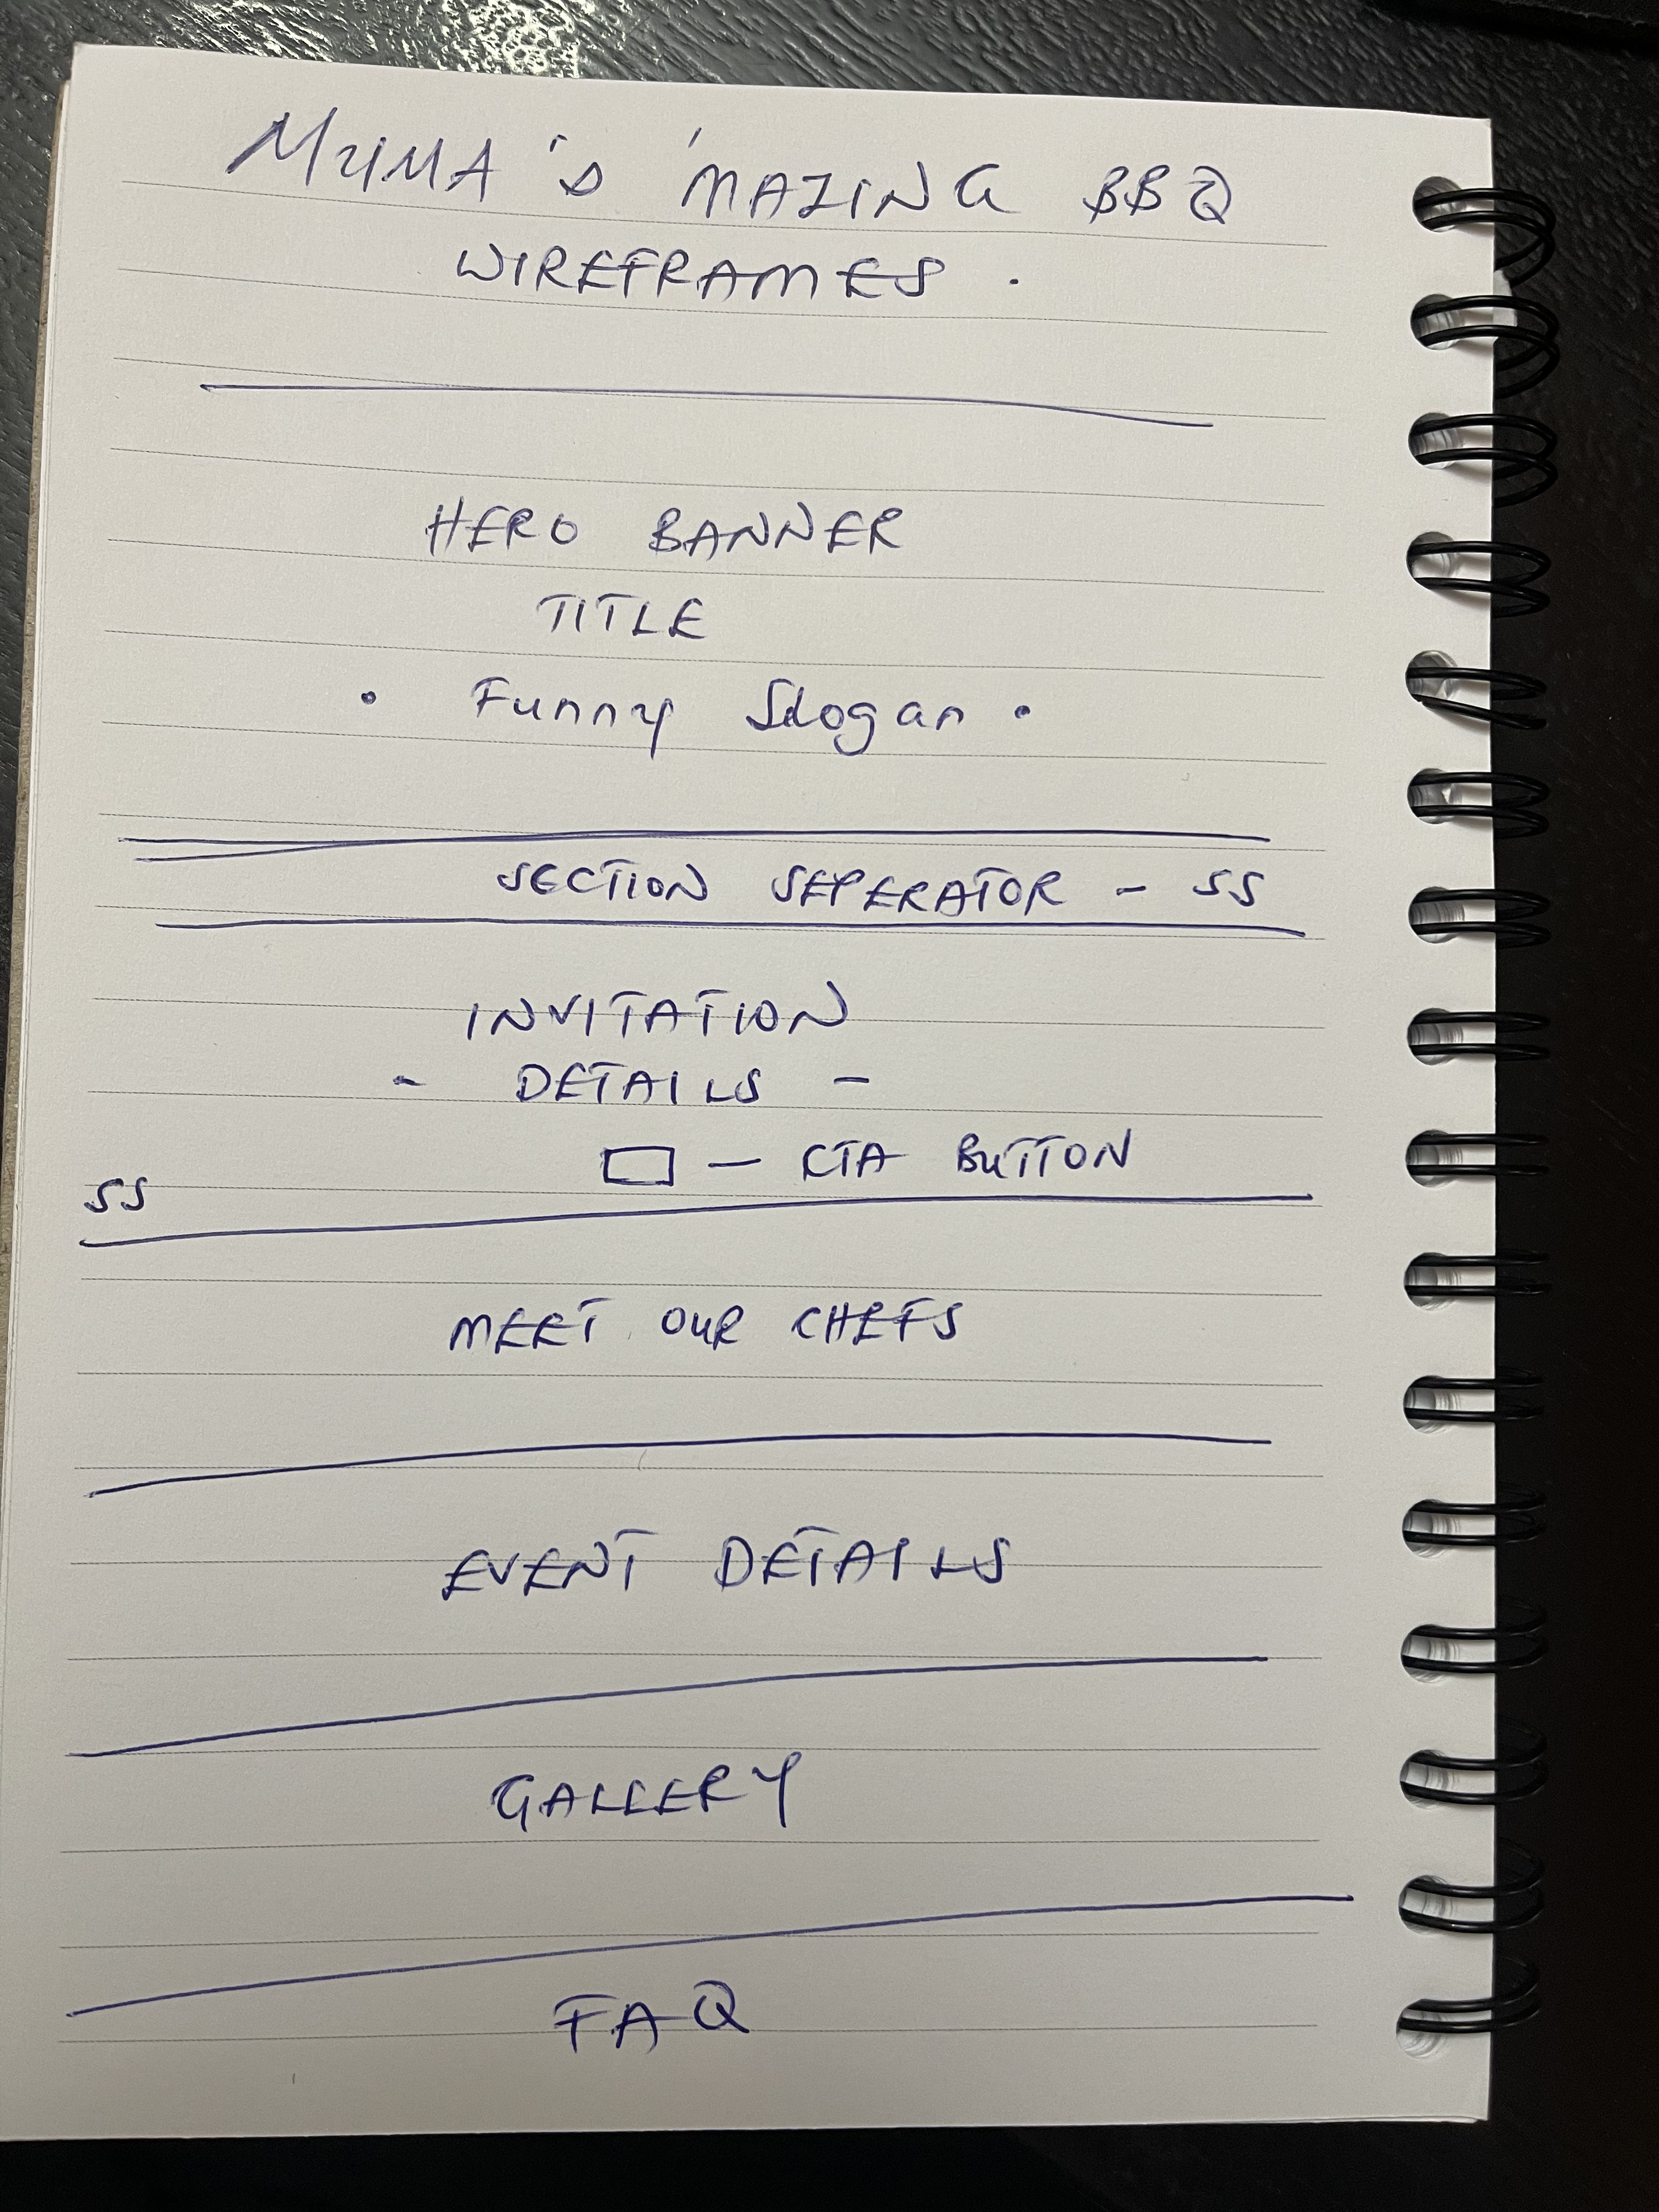 MUMA'S 'MAZING BBQ
WIREFRAMES.
HERO BANNER
TITLE
• Funny Slogan •
SECTION SEPERATOR - SS
INVITATION
- DETAILS -
— CTA BUTTON
SS
MEET OUR CHEFS
EVENT DETAILS
GALLERY
FAQ